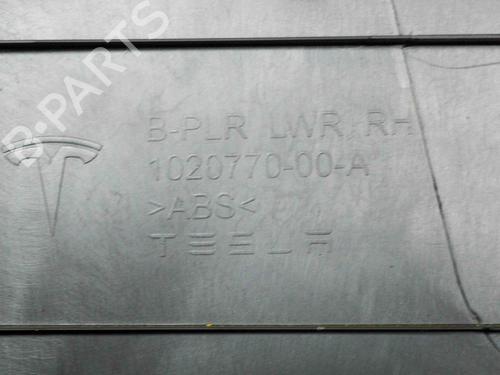 B-PARTS
B-PLR LWR RH
1020770-00-A
>ABS<
TESLA